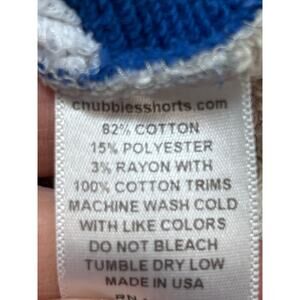 chubbiesshorts.com
82% COTTON
15% POLYESTER
3% RAYON WITH
100% COTTON TRIMS
MACHINE WASH COLD
WITH LIKE COLORS
DO NOT BLEACH
TUMBLE DRY LOW
MADE IN USA